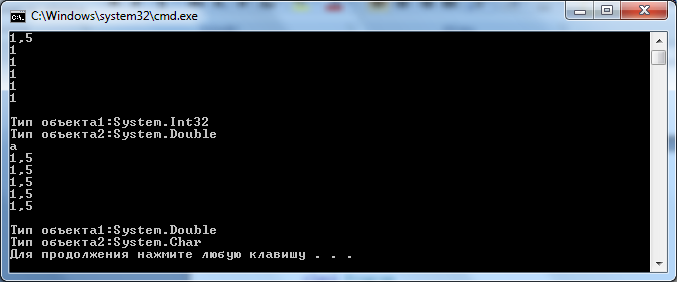 C:\Windows\system32\cmd.exe
1,5
1
1
1
1
1
Тип объекта1:System.Int32
Тип объекта2:System.Double
a
1,5
1,5
1,5
1,5
1,5
Тип объекта1:System.Double
Тип объекта2:System.Char
Для продолжения нажмите любую клавишу . . .